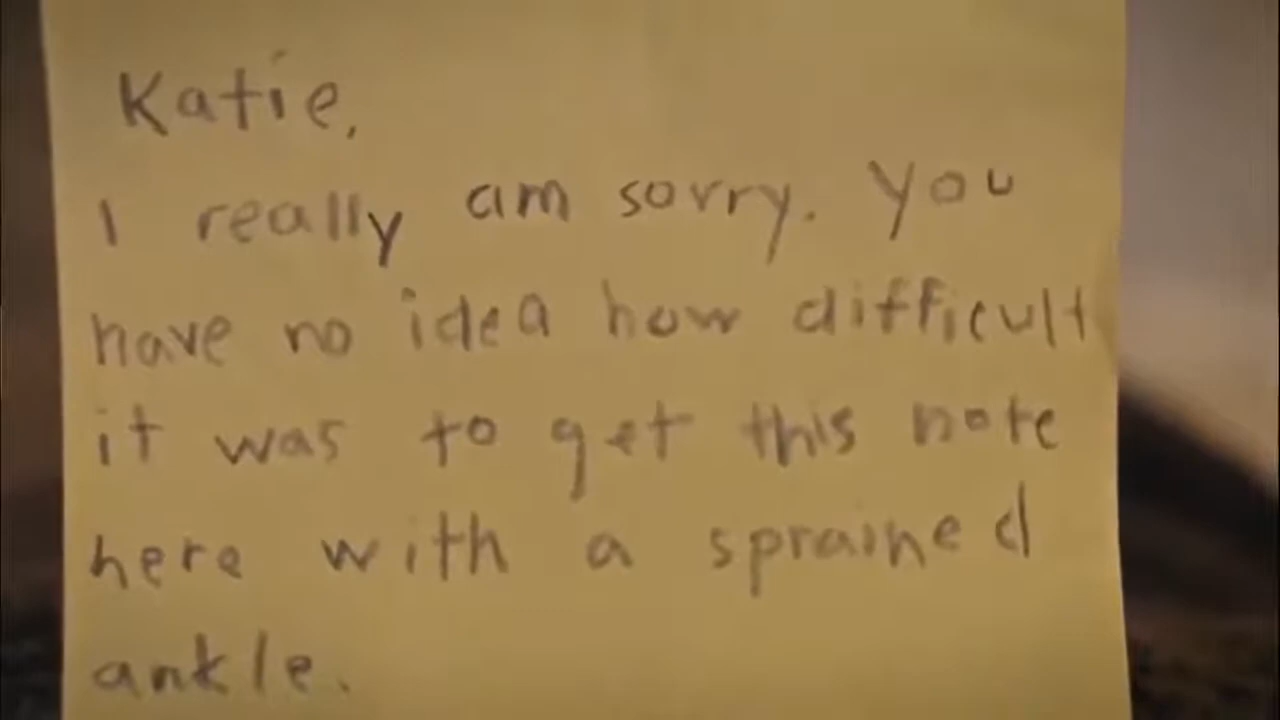 Katie,
I really am sorry. You
have no idea how difficult
it was to get this note
here with a sprained
ankle.